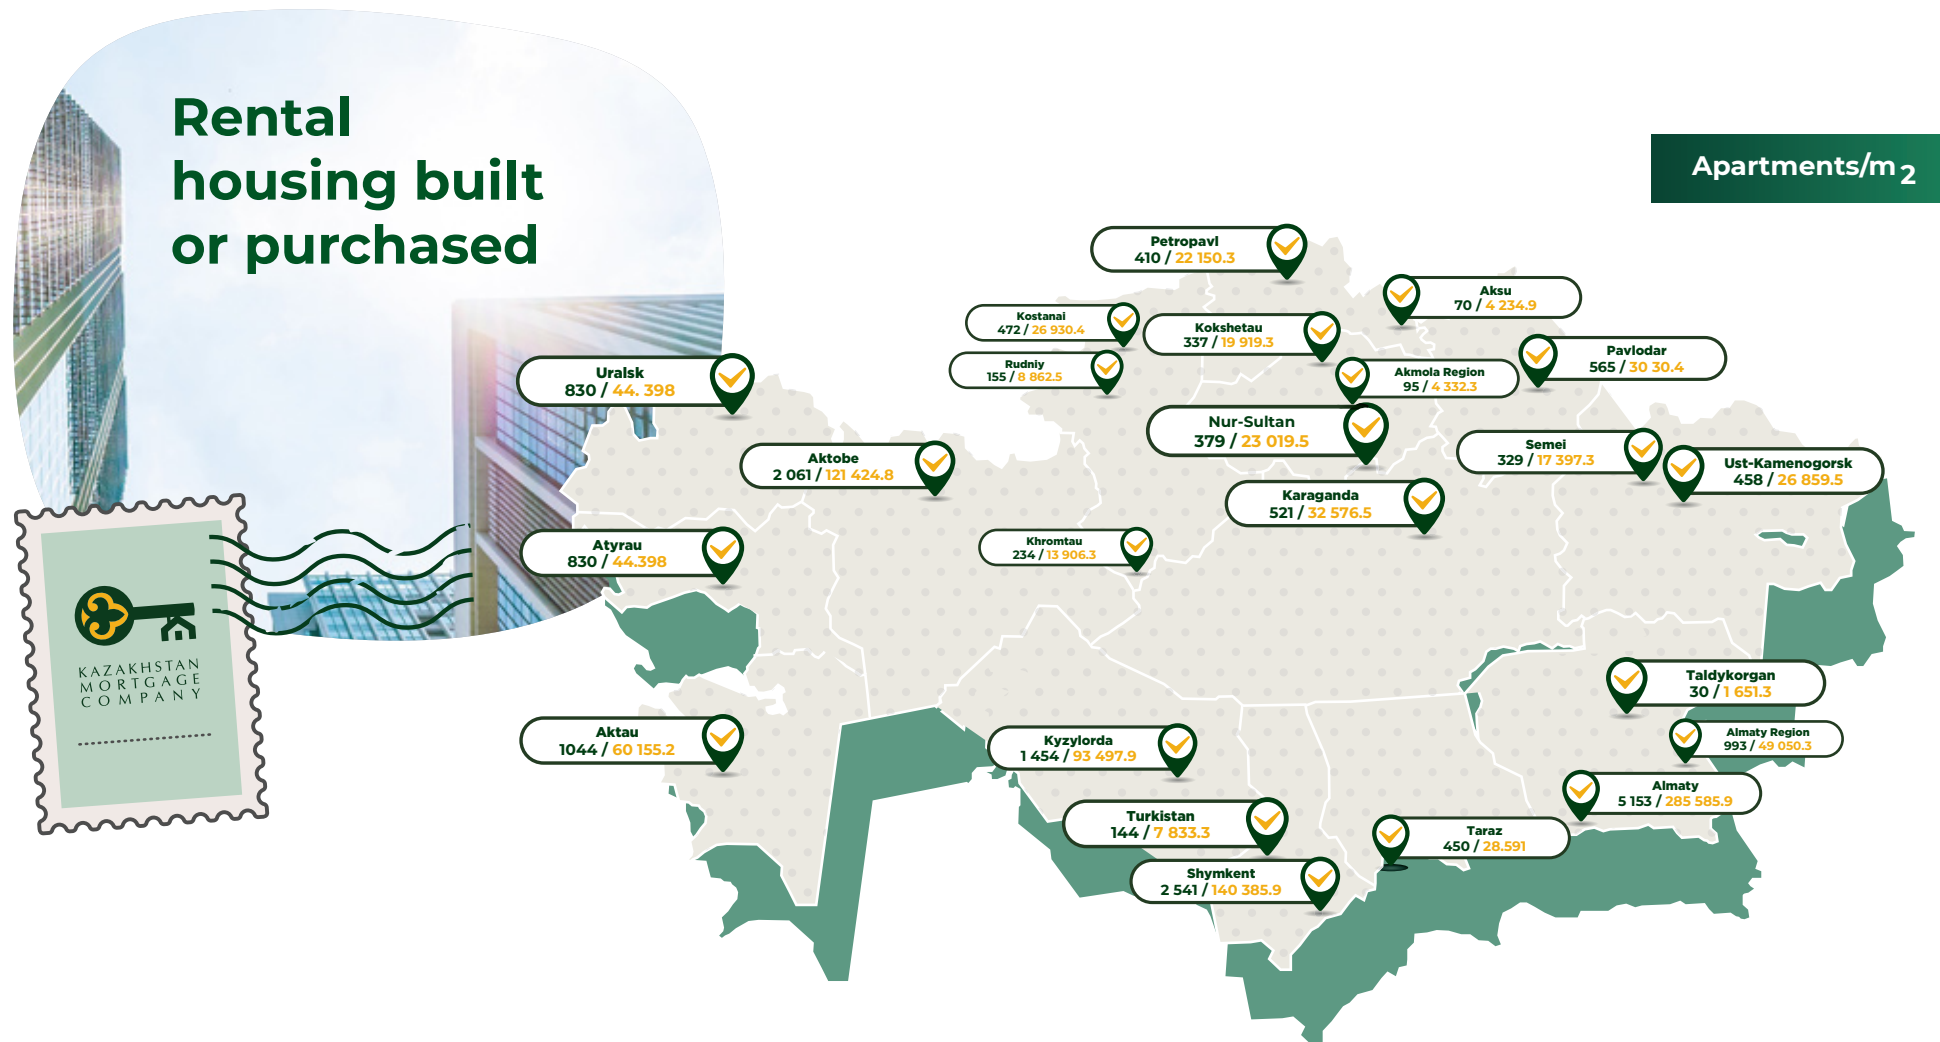 Rental
housing built
or purchased
Apartments/m2
Petropavl
410 / 22 150.3
Aksu
70 / 4 234.9
Kostanai
472 / 26 930.4
Kokshetau
337 / 19 919.3
Pavlodar
565 / 30 30.4
Rudniy
155 / 8 862.5
Akmola Region
95 / 4 332.3
Uralsk
830 / 44. 398
Nur-Sultan
379 / 23 019.5
Semei
329 / 17 397.3
Aktobe
2 061 / 121 424.8
Ust-Kamenogorsk
458 / 26 859.5
Karaganda
521 / 32 576.5
Atyrau
830 / 44.398
Khromtau
234 / 13 906.3
KAZAKHSTAN
MORTGAGE
COMPANY
Taldykorgan
30 / 1 651.3
Aktau
1044 / 60 155.2
Kyzylorda
1 454 / 93 497.9
Almaty Region
993 / 49 050.3
Almaty
5 153 / 285 585.9
Turkistan
144 / 7 833.3
Taraz
450 / 28.591
Shymkent
2 541 / 140 385.9